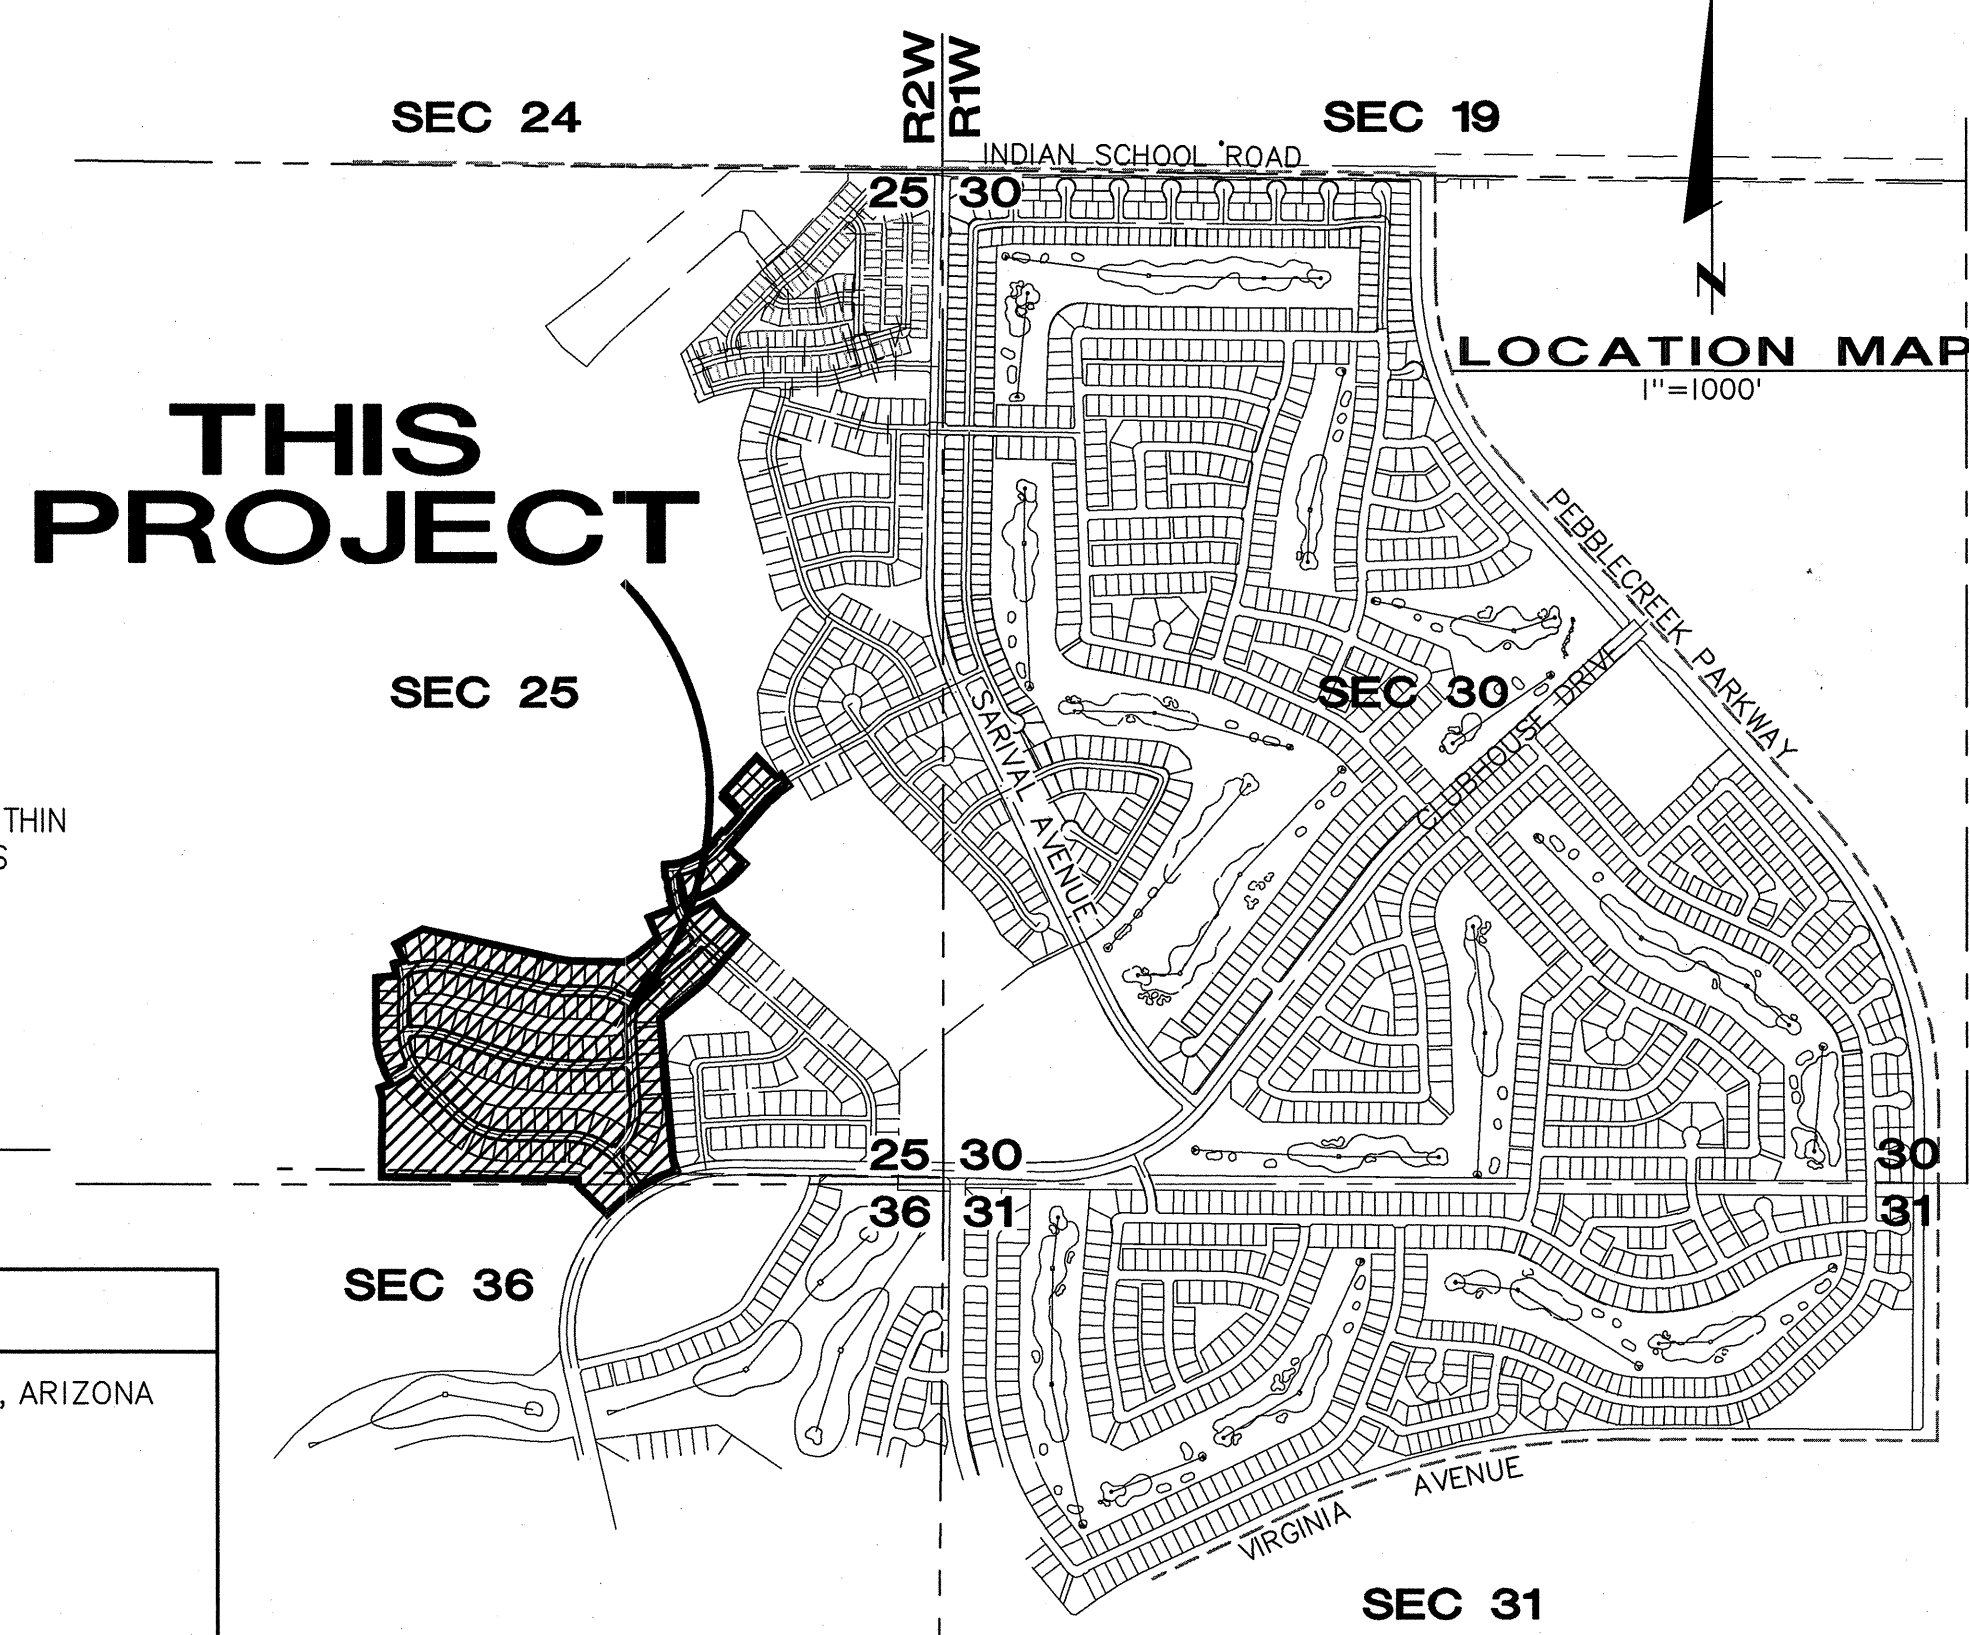 R2W
R1W
SEC 24
SEC 19
INDIAN SCHOOL ROAD
25
30
N
LOCATION MAP
1"=1000'
THIS
PROJECT
PEBBLECREEK PARKWAY
SEC 25
SEC 30
CLUBHOUSE DRIVE
SARIVAL AVENUE
THIN
S
25
30
30
36
31
31
SEC 36
, ARIZONA
VIRGINIA AVENUE
SEC 31